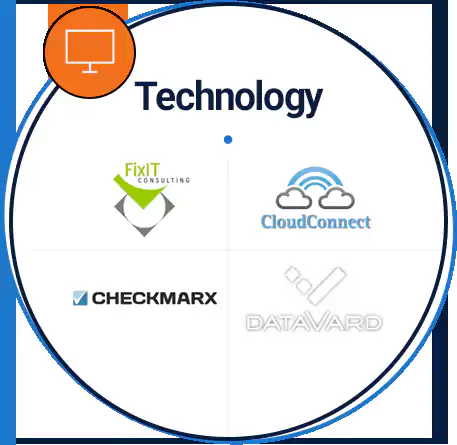 Technology
FixIT
CONSULTING
CloudConnect
CHECKMARX
DATAVARD